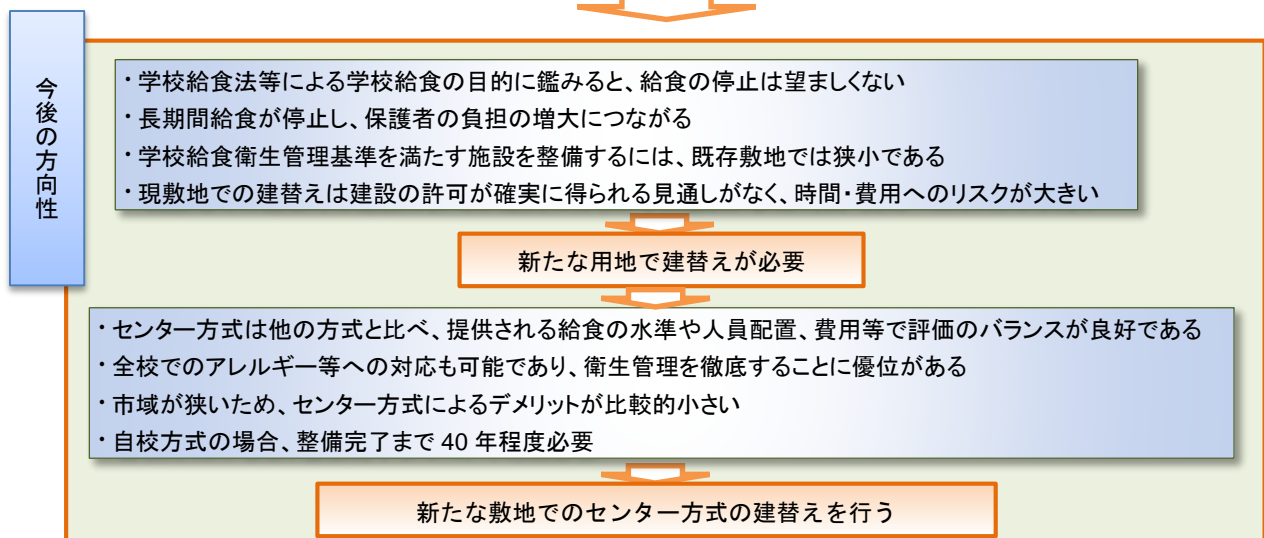 今後の方向性
・学校給食法等による学校給食の目的に鑑みると、給食の停止は望ましくない
・長期間給食が停止し、保護者の負担の増大につながる
・学校給食衛生管理基準を満たす施設を整備するには、既存敷地では狭小である
・現敷地での建替えは建設の許可が確実に得られる見通しがなく、時間・費用へのリスクが大きい
新たな用地で建替えが必要
・センター方式は他の方式と比べ、提供される給食の水準や人員配置、費用等で評価のバランスが良好である
・全校でのアレルギー等への対応も可能であり、衛生管理を徹底することに優位がある
・市域が狭いため、センター方式によるデメリットが比較的小さい
・自校方式の場合、整備完了まで 40 年程度必要
新たな敷地でのセンター方式の建替えを行う